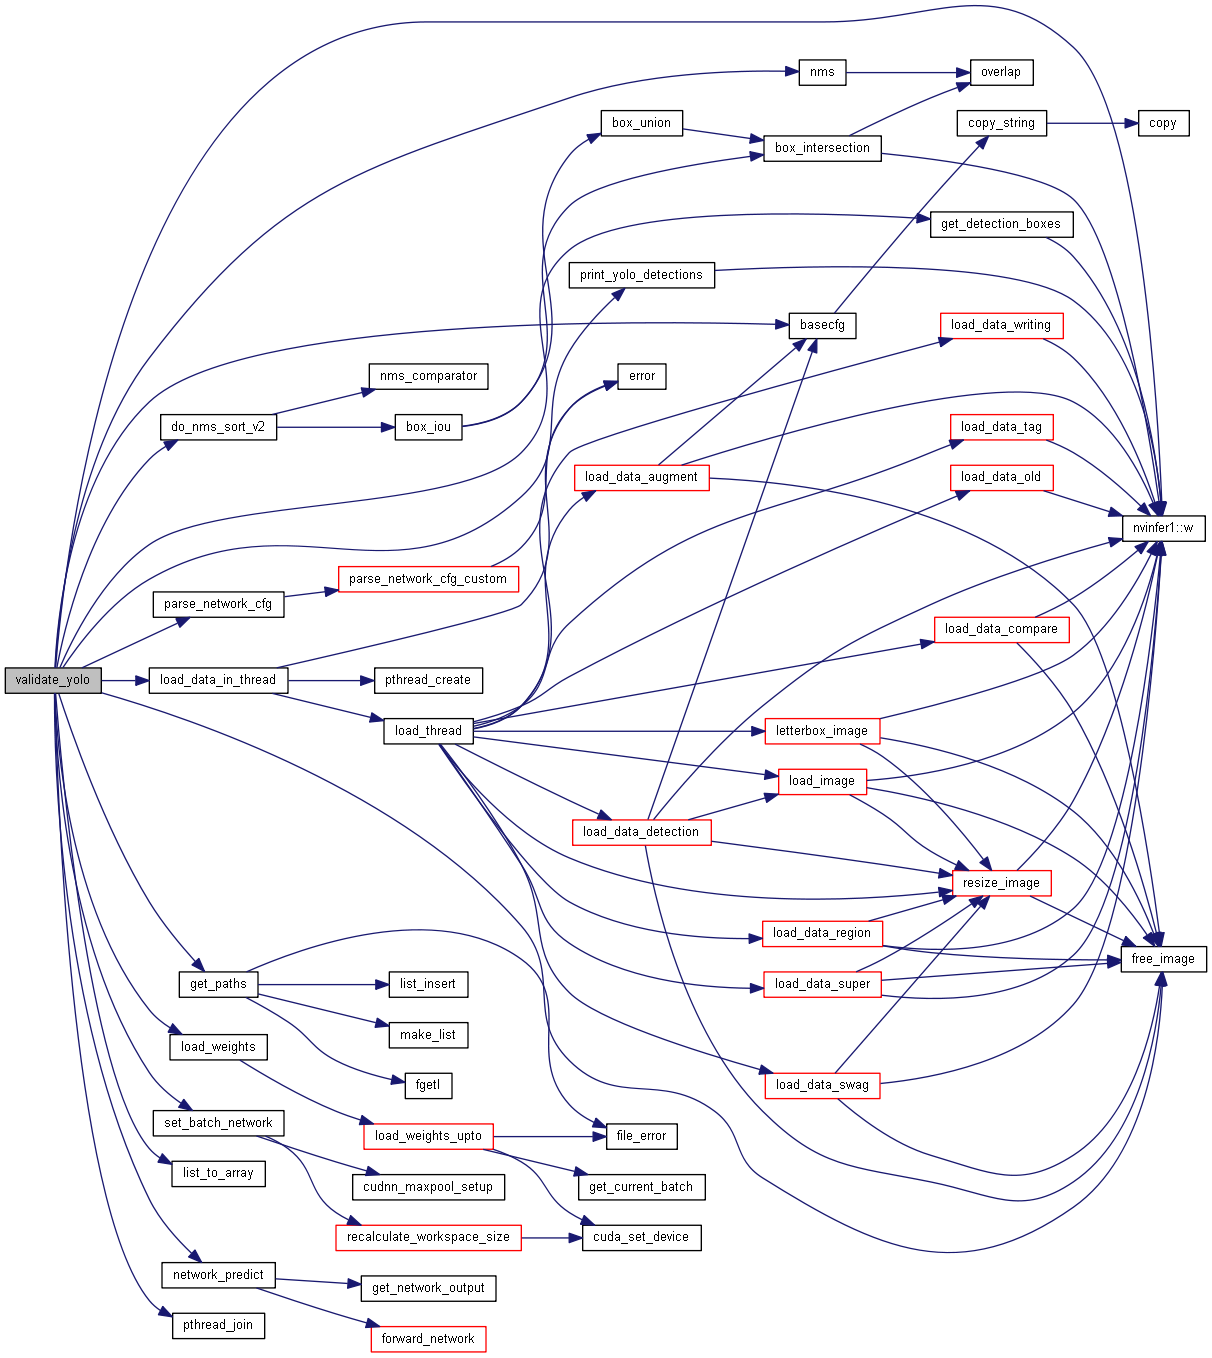 nms
overlap
box_union
copy_string
copy
box_intersection
get_detection_boxes
print_yolo_detections
basecfg
load_data_writing
nms_comparator
error
do_nms_sort_v2
box_iou
load_data_tag
load_data_augment
load_data_old
nvinfer1::w
parse_network_cfg_custom
parse_network_cfg
load_data_compare
validate_yolo
load_data_in_thread
pthread_create
load_thread
letterbox_image
load_image
load_data_detection
resize_image
load_data_region
free_image
get_paths
list_insert
load_data_super
make_list
load_weights
fgetl
load_data_swag
set_batch_network
load_weights_upto
file_error
list_to_array
cudnn_maxpool_setup
get_current_batch
recalculate_workspace_size
cuda_set_device
network_predict
get_network_output
pthread_join
forward_network